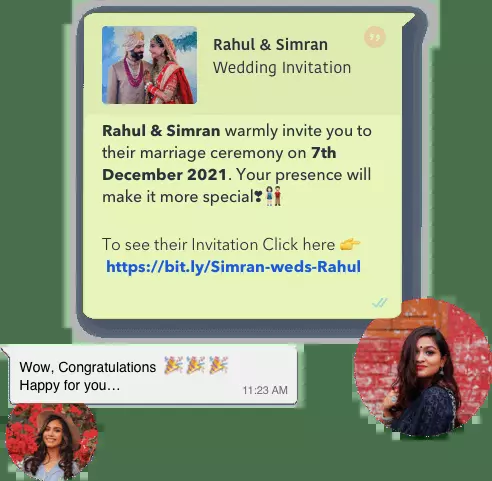 Rahul & Simran
Wedding Invitation
Rahul & Simran warmly invite you to
their marriage ceremony on 7th
December 2021. Your presence will
make it more special❣👫
To see their Invitation Click here 👉
https://bit.ly/Simran-weds-Rahul
Wow, Congratulations 🎉🎉🎉
Happy for you...
11:23 AM